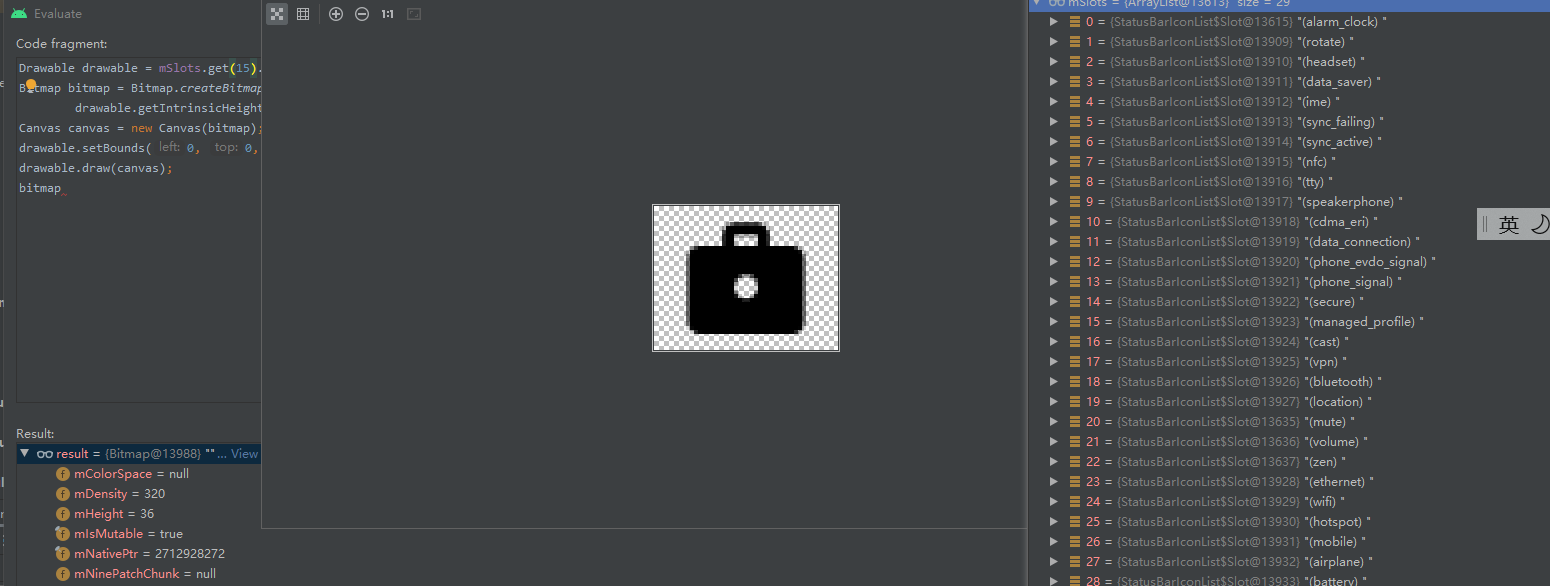 Evaluate
Code fragment:
Drawable drawable = mSlots.get(15).
Bitmap bitmap = Bitmap.createBitmap
drawable.getIntrinsicHeight
Canvas canvas = new Canvas(bitmap);
drawable.setBounds( left: 0, top: 0,
drawable.draw(canvas);
bitmap
Result:
result = {Bitmap@13988} "" ... View
mColorSpace = null
mDensity = 320
mHeight = 36
mIsMutable = true
mNativePtr = 2712928272
mNinePatchChunk = null
1:1
mSlots = {ArrayList@13613} size = 29
0 = {StatusBarIconList$Slot@13615} "(alarm_clock) "
1 = {StatusBarIconList$Slot@13909} "(rotate) "
2 = {StatusBarIconList$Slot@13910} "(headset) "
3 = {StatusBarIconList$Slot@13911} "(data_saver) "
4 = {StatusBarIconList$Slot@13912} "(ime) "
5 = {StatusBarIconList$Slot@13913} "(sync_failing) "
6 = {StatusBarIconList$Slot@13914} "(sync_active) "
7 = {StatusBarIconList$Slot@13915} "(nfc) "
8 = {StatusBarIconList$Slot@13916} "(tty) "
9 = {StatusBarIconList$Slot@13917} "(speakerphone) "
10 = {StatusBarIconList$Slot@13918} "(cdma_eri) "
11 = {StatusBarIconList$Slot@13919} "(data_connection) "
12 = {StatusBarIconList$Slot@13920} "(phone_evdo_signal) "
13 = {StatusBarIconList$Slot@13921} "(phone_signal) "
14 = {StatusBarIconList$Slot@13922} "(secure) "
15 = {StatusBarIconList$Slot@13923} "(managed_profile) "
16 = {StatusBarIconList$Slot@13924} "(cast) "
17 = {StatusBarIconList$Slot@13925} "(vpn) "
18 = {StatusBarIconList$Slot@13926} "(bluetooth) "
19 = {StatusBarIconList$Slot@13927} "(location) "
20 = {StatusBarIconList$Slot@13635} "(mute) "
21 = {StatusBarIconList$Slot@13636} "(volume) "
22 = {StatusBarIconList$Slot@13637} "(zen) "
23 = {StatusBarIconList$Slot@13928} "(ethernet) "
24 = {StatusBarIconList$Slot@13929} "(wifi) "
25 = {StatusBarIconList$Slot@13930} "(hotspot) "
26 = {StatusBarIconList$Slot@13931} "(mobile) "
27 = {StatusBarIconList$Slot@13932} "(airplane) "
28 = {StatusBarIconList$Slot@13933} "(battery) "
英